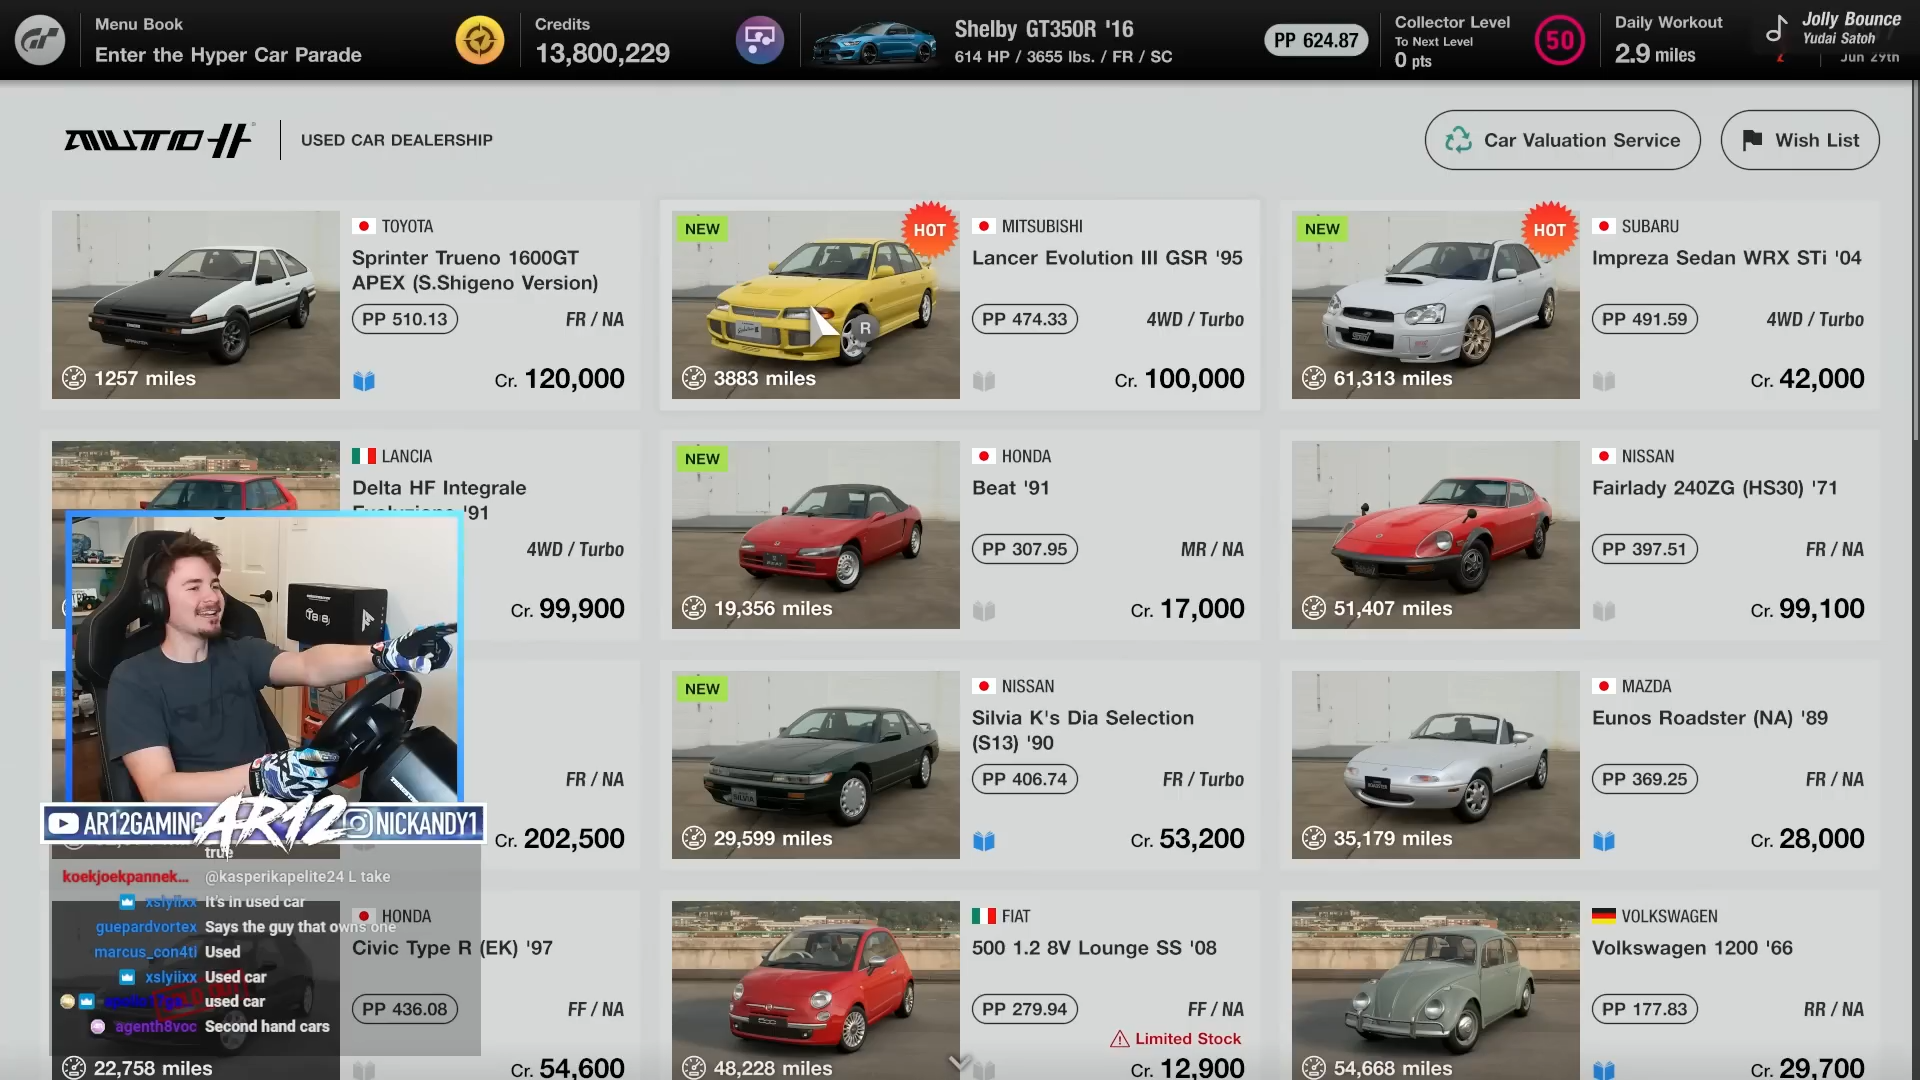 GT
Menu Book
Enter the Hyper Car Parade
Credits
13,800,229
Shelby GT350R '16
614 HP / 3655 lbs. / FR / SC
PP 624.87
Collector Level
To Next Level
0 pts
50
Daily Workout
2.9 miles
Jolly Bounce
Yudai Satoh
Jun 29th
AUTO
USED CAR DEALERSHIP
Car Valuation Service
Wish List
TOYOTA
Sprinter Trueno 1600GT
APEX (S.Shigeno Version)
PP 510.13
FR / NA
1257 miles
Cr. 120,000
NEW
HOT
MITSUBISHI
Lancer Evolution III GSR '95
PP 474.33
4WD / Turbo
R
3883 miles
Cr. 100,000
NEW
HOT
SUBARU
Impreza Sedan WRX STi '04
PP 491.59
4WD / Turbo
61,313 miles
Cr. 42,000
LANCIA
Delta HF Integrale
'91
4WD / Turbo
Cr. 99,900
NEW
HONDA
Beat '91
PP 307.95
MR / NA
19,356 miles
Cr. 17,000
NISSAN
Fairlady 240ZG (HS30) '71
PP 397.51
FR / NA
51,407 miles
Cr. 99,100
FR / NA
Cr. 202,500
NEW
NISSAN
Silvia K's Dia Selection
(S13) '90
PP 406.74
FR / Turbo
29,599 miles
Cr. 53,200
MAZDA
Eunos Roadster (NA) '89
PP 369.25
FR / NA
35,179 miles
Cr. 28,000
AR12GAMING
AR12
NICKANDY1
true
koekjoekpannek... @kasperikapelite24 L take
xslyiixx It's in used car
guepardvortex Says the guy that owns one
marcus_con4ti Used
xslyiixx Used car
used car
agenth8voc Second hand cars
HONDA
Civic Type R (EK) '97
PP 436.08
FF / NA
22,758 miles
Cr. 54,600
FIAT
500 1.2 8V Lounge SS '08
PP 279.94
FF / NA
Limited Stock
48,228 miles
Cr. 12,900
VOLKSWAGEN
Volkswagen 1200 '66
PP 177.83
RR / NA
54,668 miles
Cr. 29,700